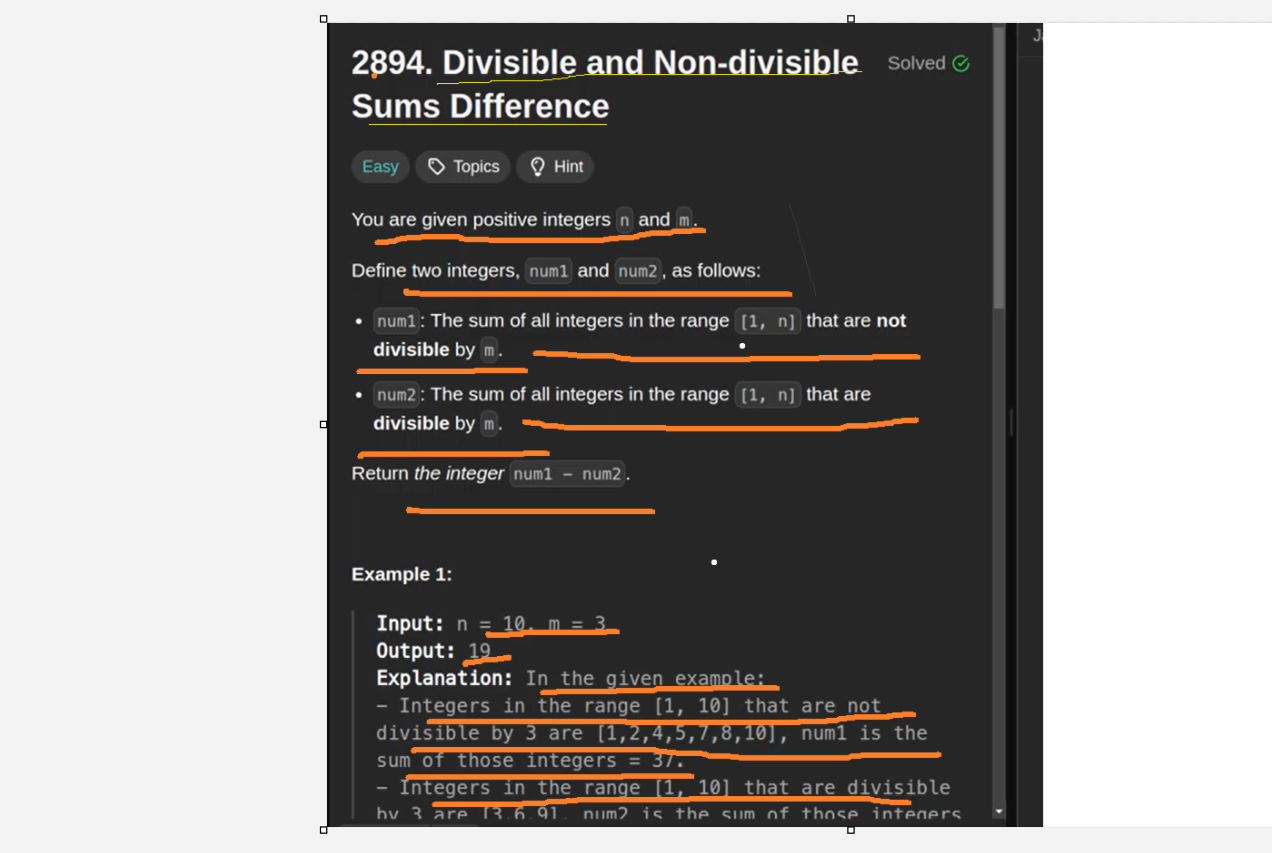 2894. Divisible and Non-divisible
Solved
Sums Difference
Easy
Topics
Hint
You are given positive integers n and m.
Define two integers, num1 and num2, as follows:
• num1: The sum of all integers in the range [1, n] that are not
divisible by m.
• num2: The sum of all integers in the range [1, n] that are
divisible by m.
Return the integer num1 - num2.
Example 1:
Input: n = 10, m = 3
Output: 19
Explanation: In the given example:
- Integers in the range [1, 10] that are not
divisible by 3 are [1,2,4,5,7,8,10], num1 is the
sum of those integers = 37.
- Integers in the range [1, 10] that are divisible
by 3 are [3,6,9], num2 is the sum of those integers